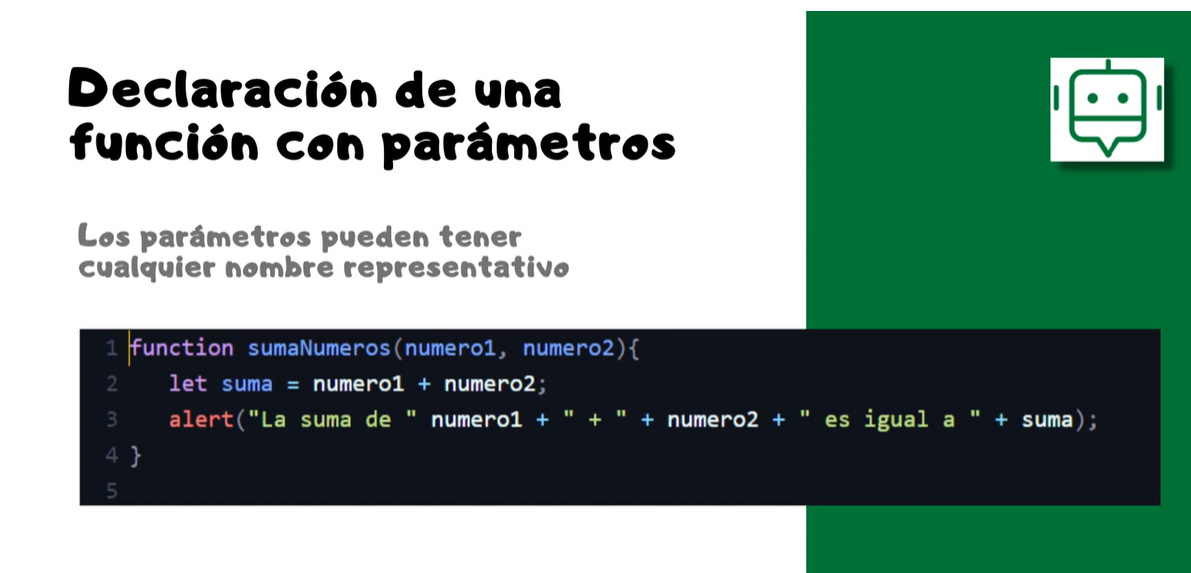 Declaración de una
función con parámetros
Los parámetros pueden tener
cualquier nombre representativo
1 function sumaNumeros(numero1, numero2){
2 let suma = numero1 + numero2;
3 alert("La suma de " numero1 + " + " + numero2 + " es igual a " + suma);
4 }
5